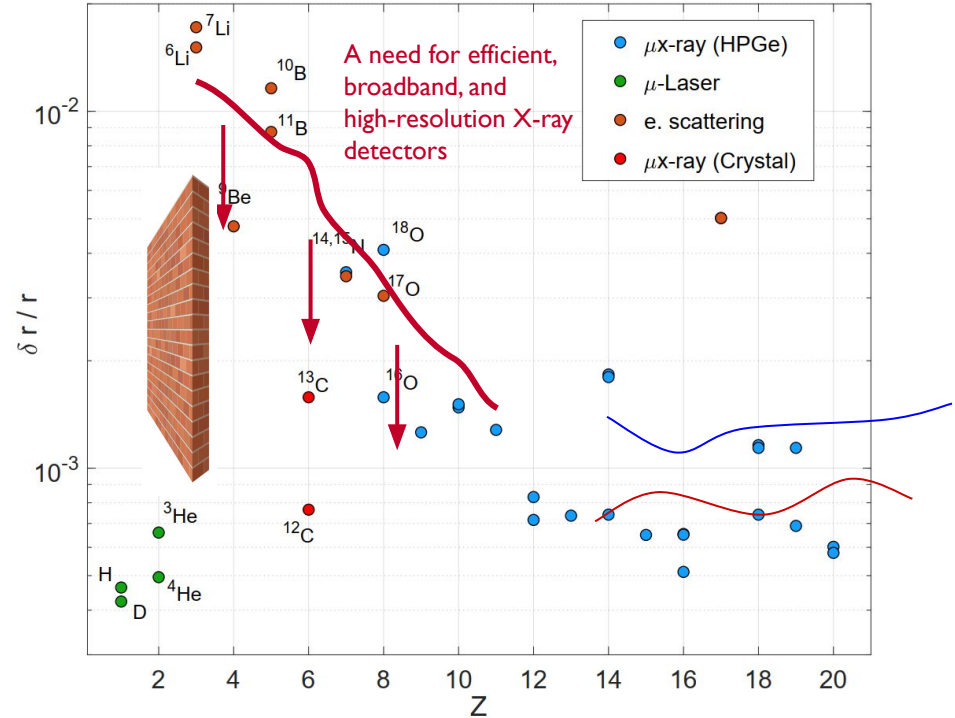 ⁷Li
⁶Li
A need for efficient,
broadband, and
high-resolution X-ray
detectors
μx-ray (HPGe)
μ-Laser
e. scattering
μx-ray (Crystal)
¹⁰B
¹¹B
10⁻²
⁹Be
¹⁴,¹⁵N
¹⁸O
¹⁷O
δ r / r
¹³C
¹⁶O
10⁻³
³He
¹²C
H
⁴He
D
2 4 6 8 10 12 14 16 18 20
Z